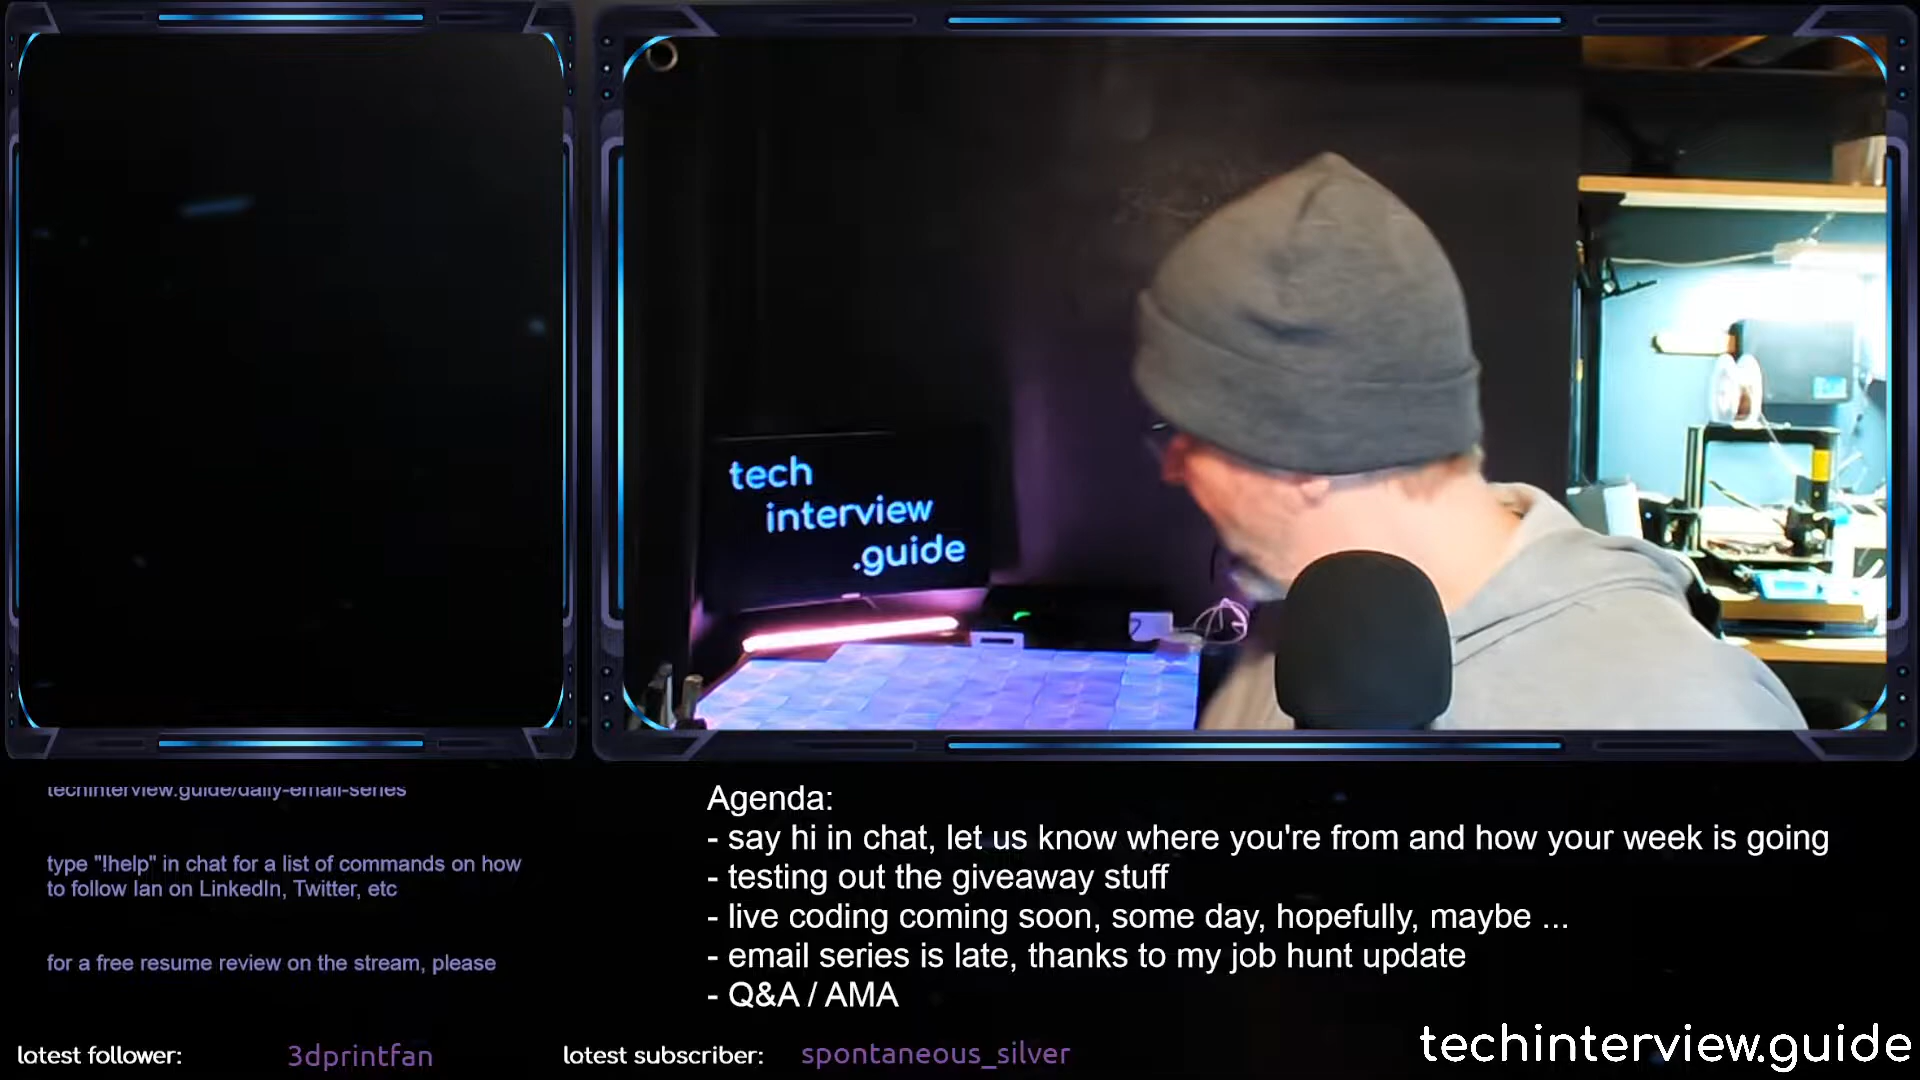 tech
interview
.guide
techinterview.guide/daily-email-series
type "!help" in chat for a list of commands on how
to follow Ian on LinkedIn, Twitter, etc
for a free resume review on the stream, please
Agenda:
- say hi in chat, let us know where you're from and how your week is going
- testing out the giveaway stuff
- live coding coming soon, some day, hopefully, maybe ...
- email series is late, thanks to my job hunt update
- Q&A / AMA
latest follower: 3dprintfan
latest subscriber: spontaneous_silver
techinterview.guide